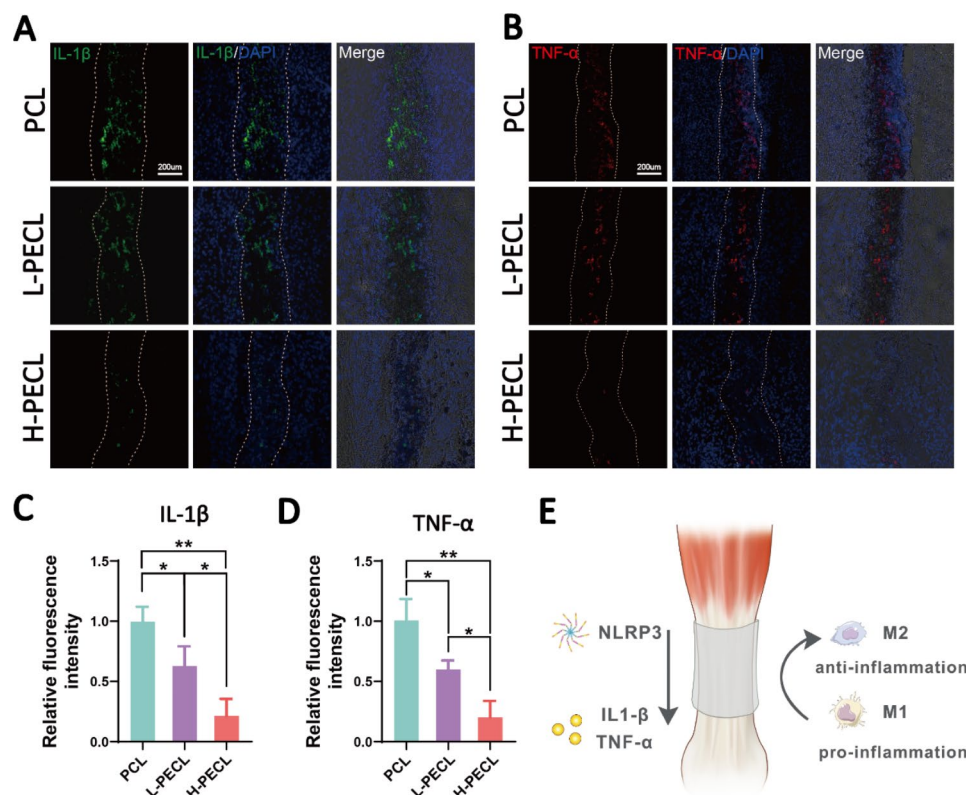 A
IL-1β
IL-1β/DAPI
Merge
PCL
200um
L-PECL
H-PECL
B
TNF-α
TNF-α/DAPI
Merge
PCL
200um
L-PECL
H-PECL
C
IL-1β
Relative fluorescence
intensity
1.5
1.0
0.5
0.0
**
*
*
PCL
L-PECL
H-PECL
D
TNF-α
Relative fluorescence
intensity
1.5
1.0
0.5
0.0
**
*
*
PCL
L-PECL
H-PECL
E
NLRP3
IL1-β
TNF-α
M2
anti-inflammation
M1
pro-inflammation